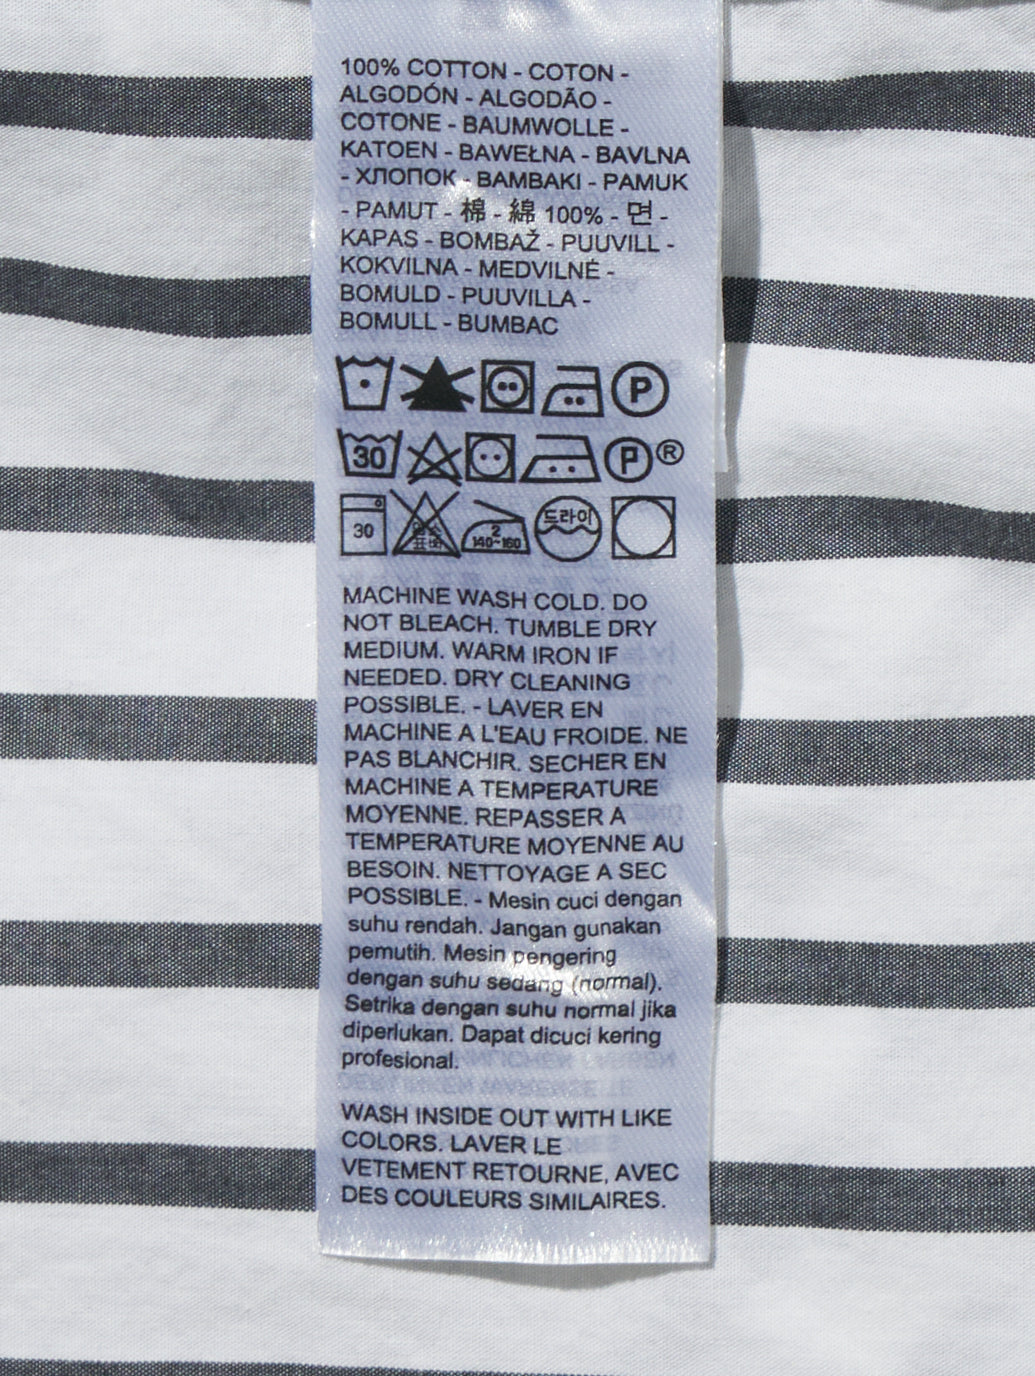 100% COTTON - COTON -
ALGODÓN - ALGODÃO -
COTONE - BAUMWOLLE -
KATOEN - BAWEŁNA - BAVLNA
- ХЛОПОК - BAMBAKI - PAMUK
- PAMUT - 棉 - 綿 100% - 면 -
KAPAS - BOMBAŽ - PUUVILL -
KOKVILNA - MEDVILNÉ -
BOMULD - PUUVILLA -
BOMULL - BUMBAC
P
30 P ®
30 염소표백 2 140~160 드라이
MACHINE WASH COLD. DO
NOT BLEACH. TUMBLE DRY
MEDIUM. WARM IRON IF
NEEDED. DRY CLEANING
POSSIBLE. - LAVER EN
MACHINE A L'EAU FROIDE. NE
PAS BLANCHIR. SECHER EN
MACHINE A TEMPERATURE
MOYENNE. REPASSER A
TEMPERATURE MOYENNE AU
BESOIN. NETTOYAGE A SEC
POSSIBLE. - Mesin cuci dengan
suhu rendah. Jangan gunakan
pemutih. Mesin pengering
dengan suhu sedang (normal).
Setrika dengan suhu normal jika
diperlukan. Dapat dicuci kering
profesional.
WASH INSIDE OUT WITH LIKE
COLORS. LAVER LE
VETEMENT RETOURNE, AVEC
DES COULEURS SIMILAIRES.